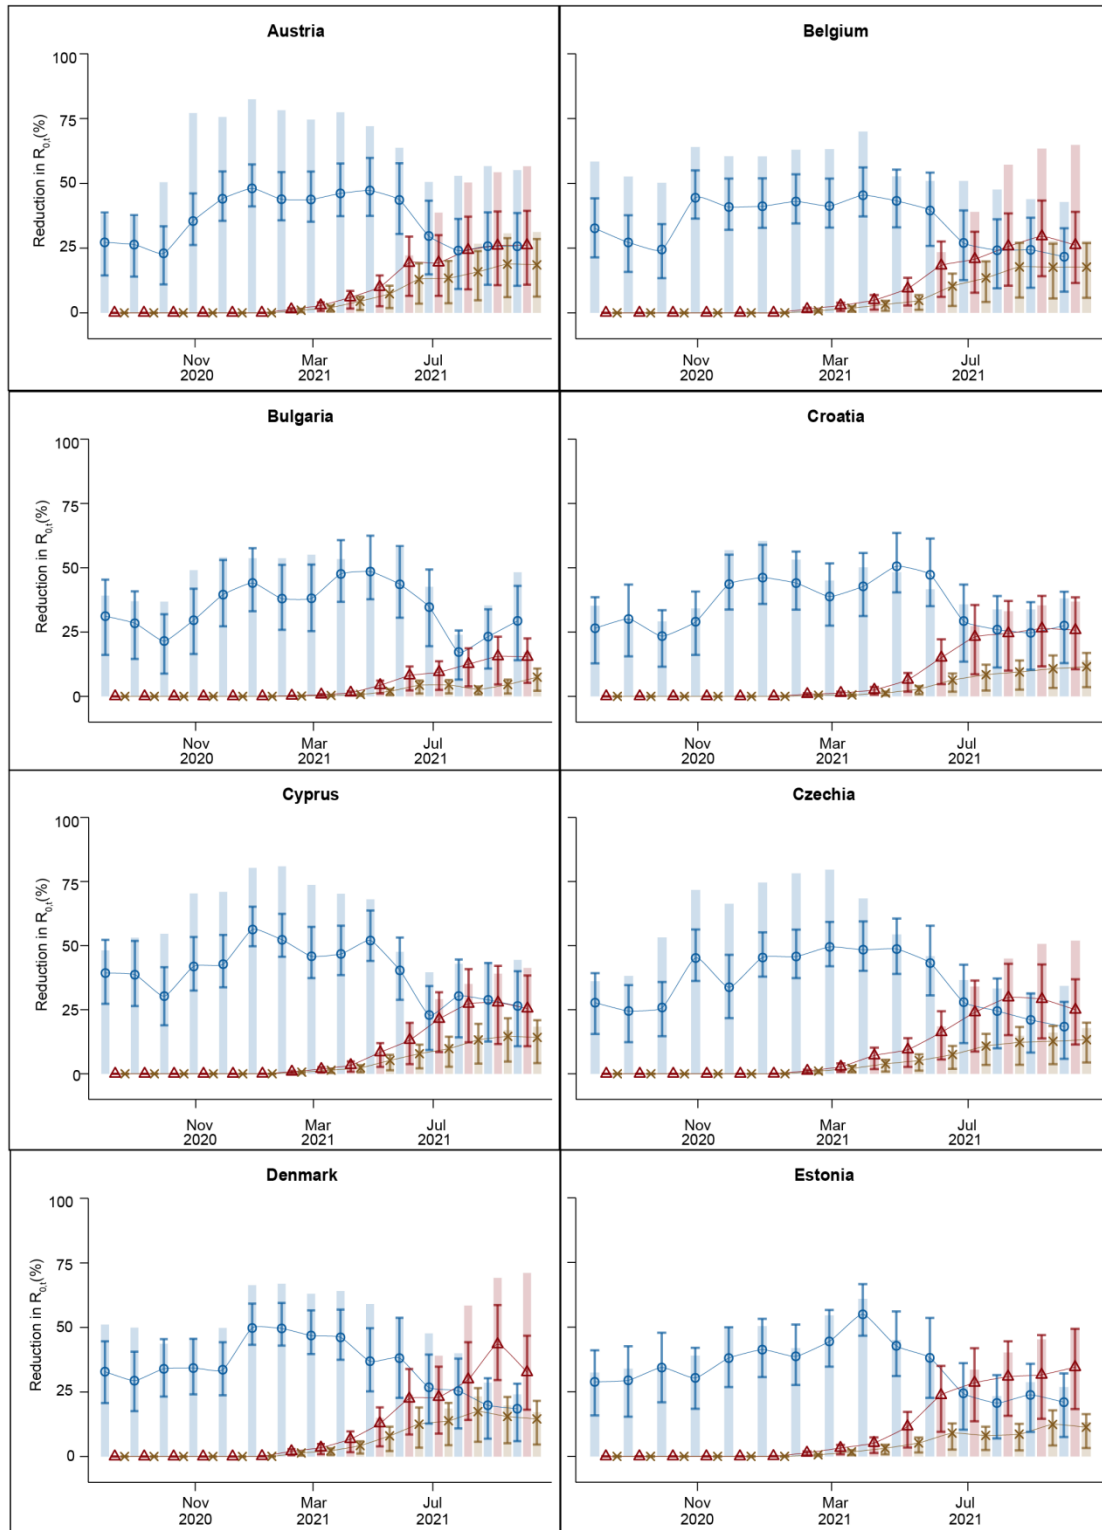 Austria
Belgium
100
75
50
25
0
Reduction in R0,t(%)
Nov
2020
Mar
2021
Jul
2021
Nov
2020
Mar
2021
Jul
2021
Bulgaria
Croatia
100
75
50
25
0
Reduction in R0,t(%)
Nov
2020
Mar
2021
Jul
2021
Nov
2020
Mar
2021
Jul
2021
Cyprus
Czechia
100
75
50
25
0
Reduction in R0,t(%)
Nov
2020
Mar
2021
Jul
2021
Nov
2020
Mar
2021
Jul
2021
Denmark
Estonia
100
75
50
25
0
Reduction in R0,t(%)
Nov
2020
Mar
2021
Jul
2021
Nov
2020
Mar
2021
Jul
2021